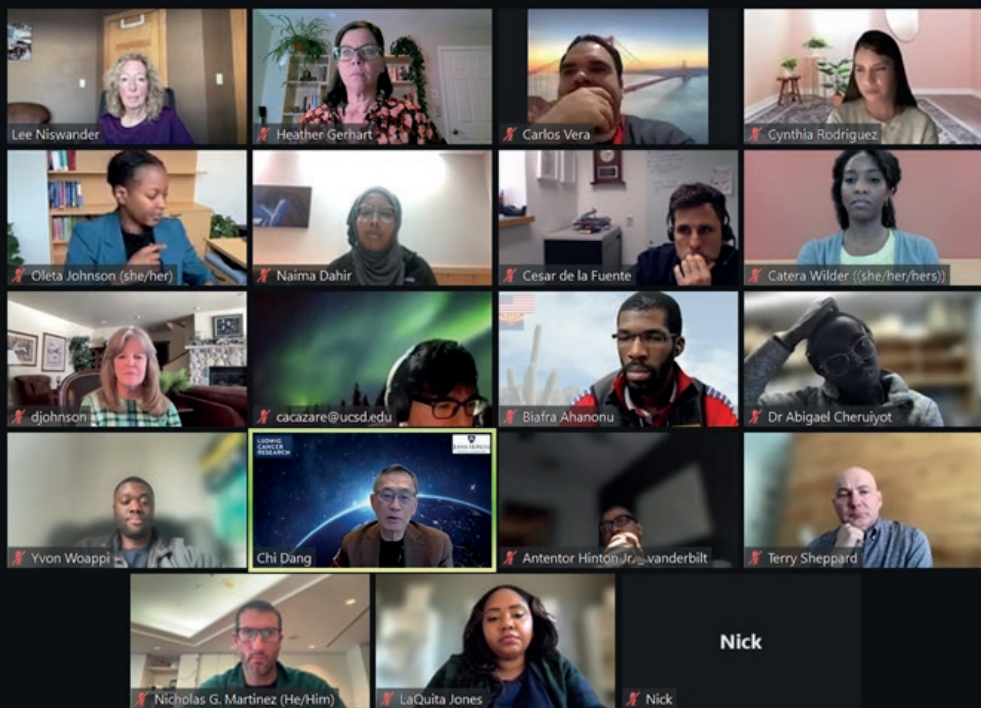 Lee Niswander
Heather Gerhart
Carlos Vera
Cynthia Rodriguez
Oleta Johnson (she/her)
Naima Dahir
Cesar de la Fuente
Catera Wilder ((she/her/hers))
djohnson
cacazare@ucsd.edu
Biafra Ahanonu
Dr Abigael Cheruiyot
Yvon Woappi
LUDWIG
CANCER
RESEARCH
JOHNS HOPKINS
Chi Dang
Antentor Hinton Jr._ vanderbilt
Terry Sheppard
Nicholas G. Martinez (He/Him)
LaQuita Jones
Nick
Nick